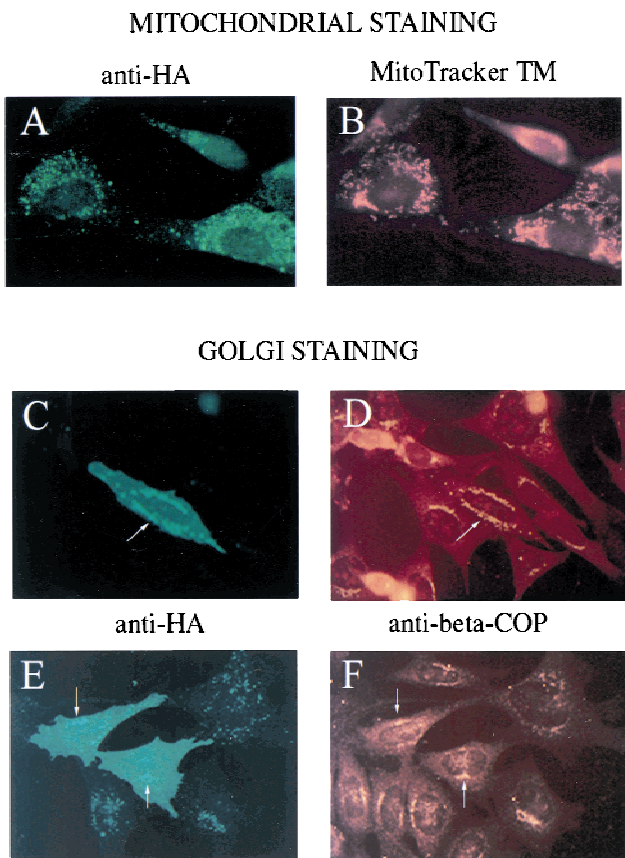 MITOCHONDRIAL STAINING
anti-HA MitoTracker TM
A B
GOLGI STAINING
C D
anti-HA anti-beta-COP
E F